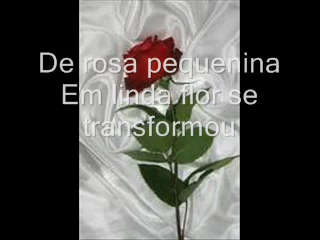 De rosa pequenina
Em linda flor se
transformou